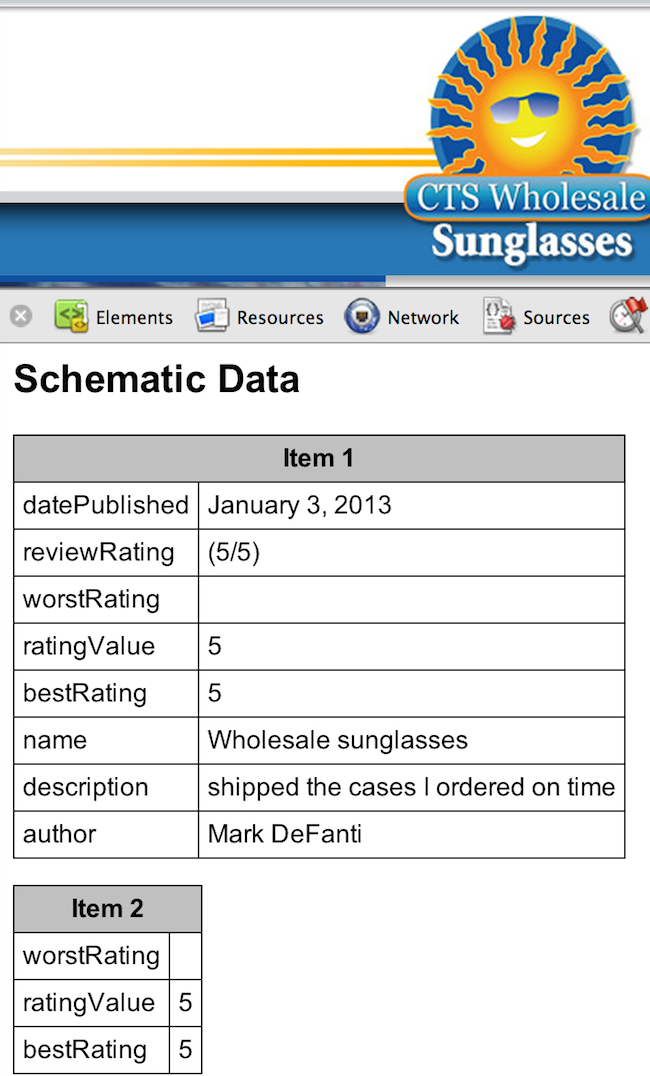 CTS Wholesale
Sunglasses
Elements Resources Network Sources
Schematic Data
Item 1
datePublished January 3, 2013
reviewRating (5/5)
worstRating
ratingValue 5
bestRating 5
name Wholesale sunglasses
description shipped the cases I ordered on time
author Mark DeFanti
Item 2
worstRating
ratingValue 5
bestRating 5